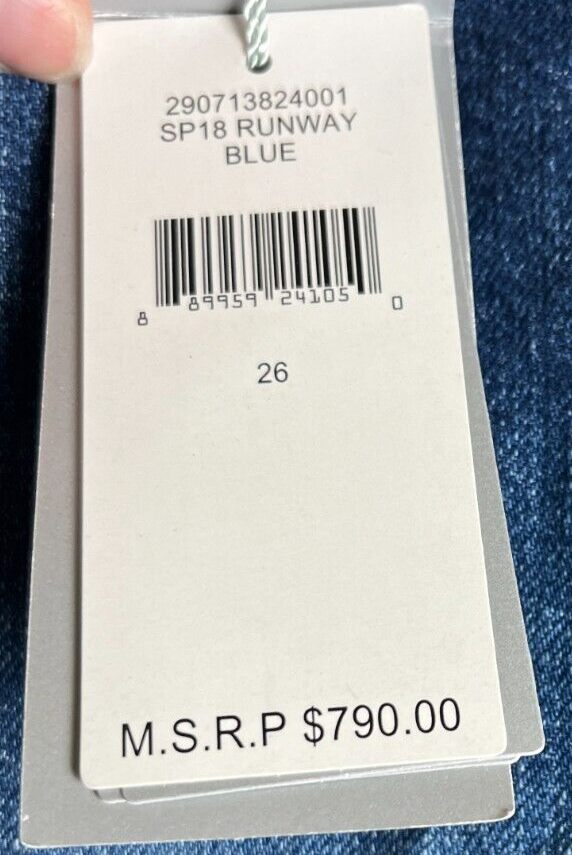 290713824001
SP18 RUNWAY
BLUE
8 89959 24105 0
26
M.S.R.P $790.00